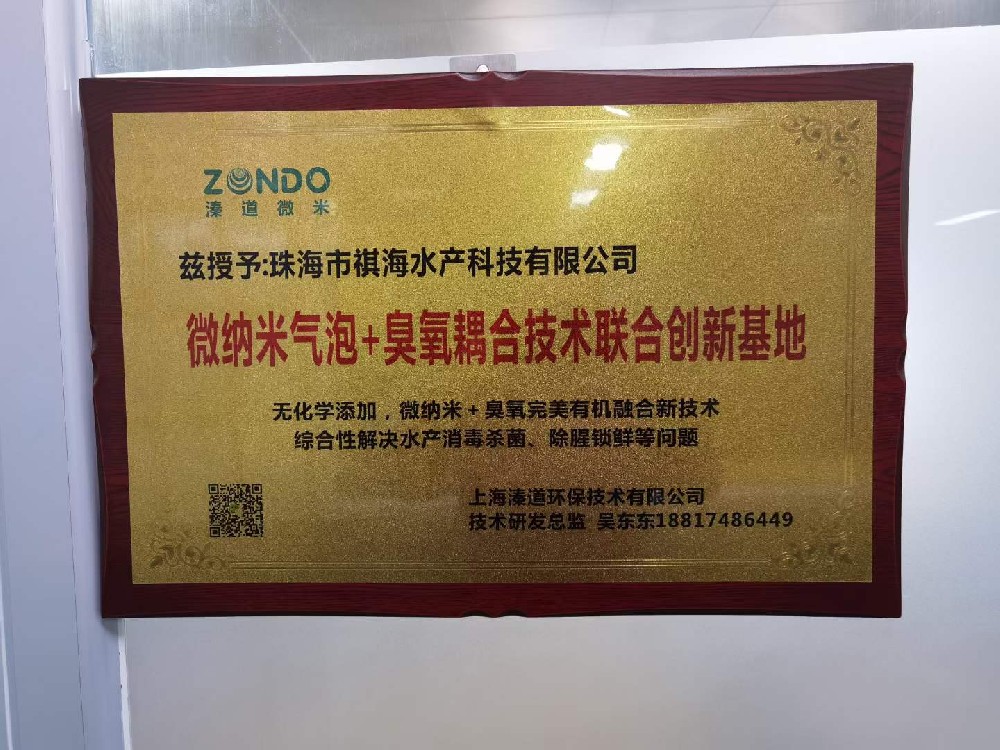 ZONDO
溱道微米
兹授予:珠海市祺海水产科技有限公司
微纳米气泡+臭氧耦合技术联合创新基地
无化学添加，微纳米+臭氧完美有机融合新技术
综合性解决水产消毒杀菌、除腥锁鲜等问题
上海溱道环保技术有限公司
技术研发总监 吴东东18817486449